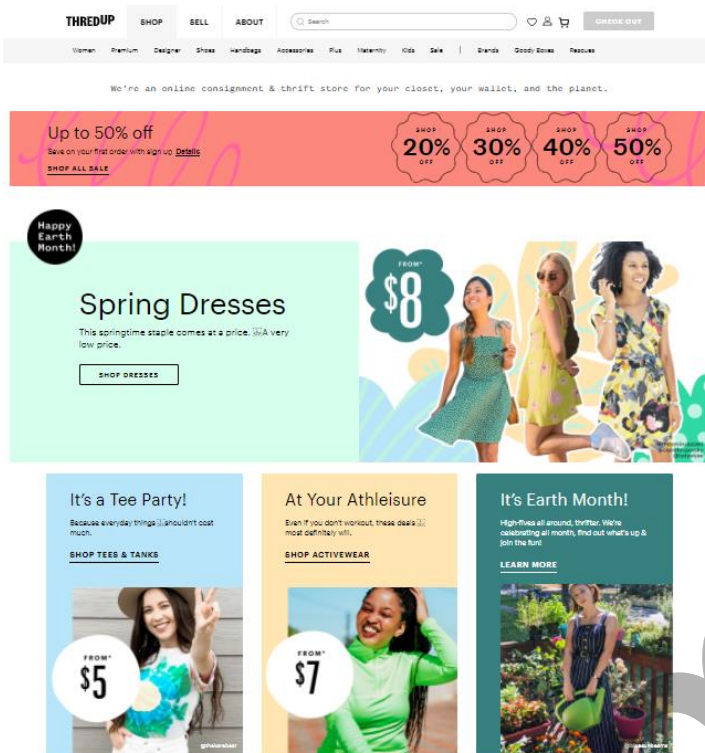 THREDUP
SHOP
SELL
ABOUT
Search
CHECK OUT
Women
Premium
Designer
Shoes
Handbags
Accessories
Plus
Maternity
Kids
Sale
|
Brands
Goody Boxes
Rescues
We're an online consignment & thrift store for your closet, your wallet, and the planet.
Up to 50% off
Save on your first order with sign up Details
SHOP ALL SALE
SHOP
20%
OFF
SHOP
30%
OFF
SHOP
40%
OFF
SHOP
50%
OFF
Happy
Earth
Month!
Spring Dresses
This springtime staple comes at a price. A very
low price.
SHOP DRESSES
FROM*
$8
It's a Tee Party!
Because everyday things shouldn't cost
much.
SHOP TEES & TANKS
FROM*
$5
At Your Athleisure
Even if you don't workout, these deals
most definitely will.
SHOP ACTIVEWEAR
FROM*
$7
It's Earth Month!
High-fives all around, thrifter. We're
celebrating all month, find out what's up &
join the fun!
LEARN MORE